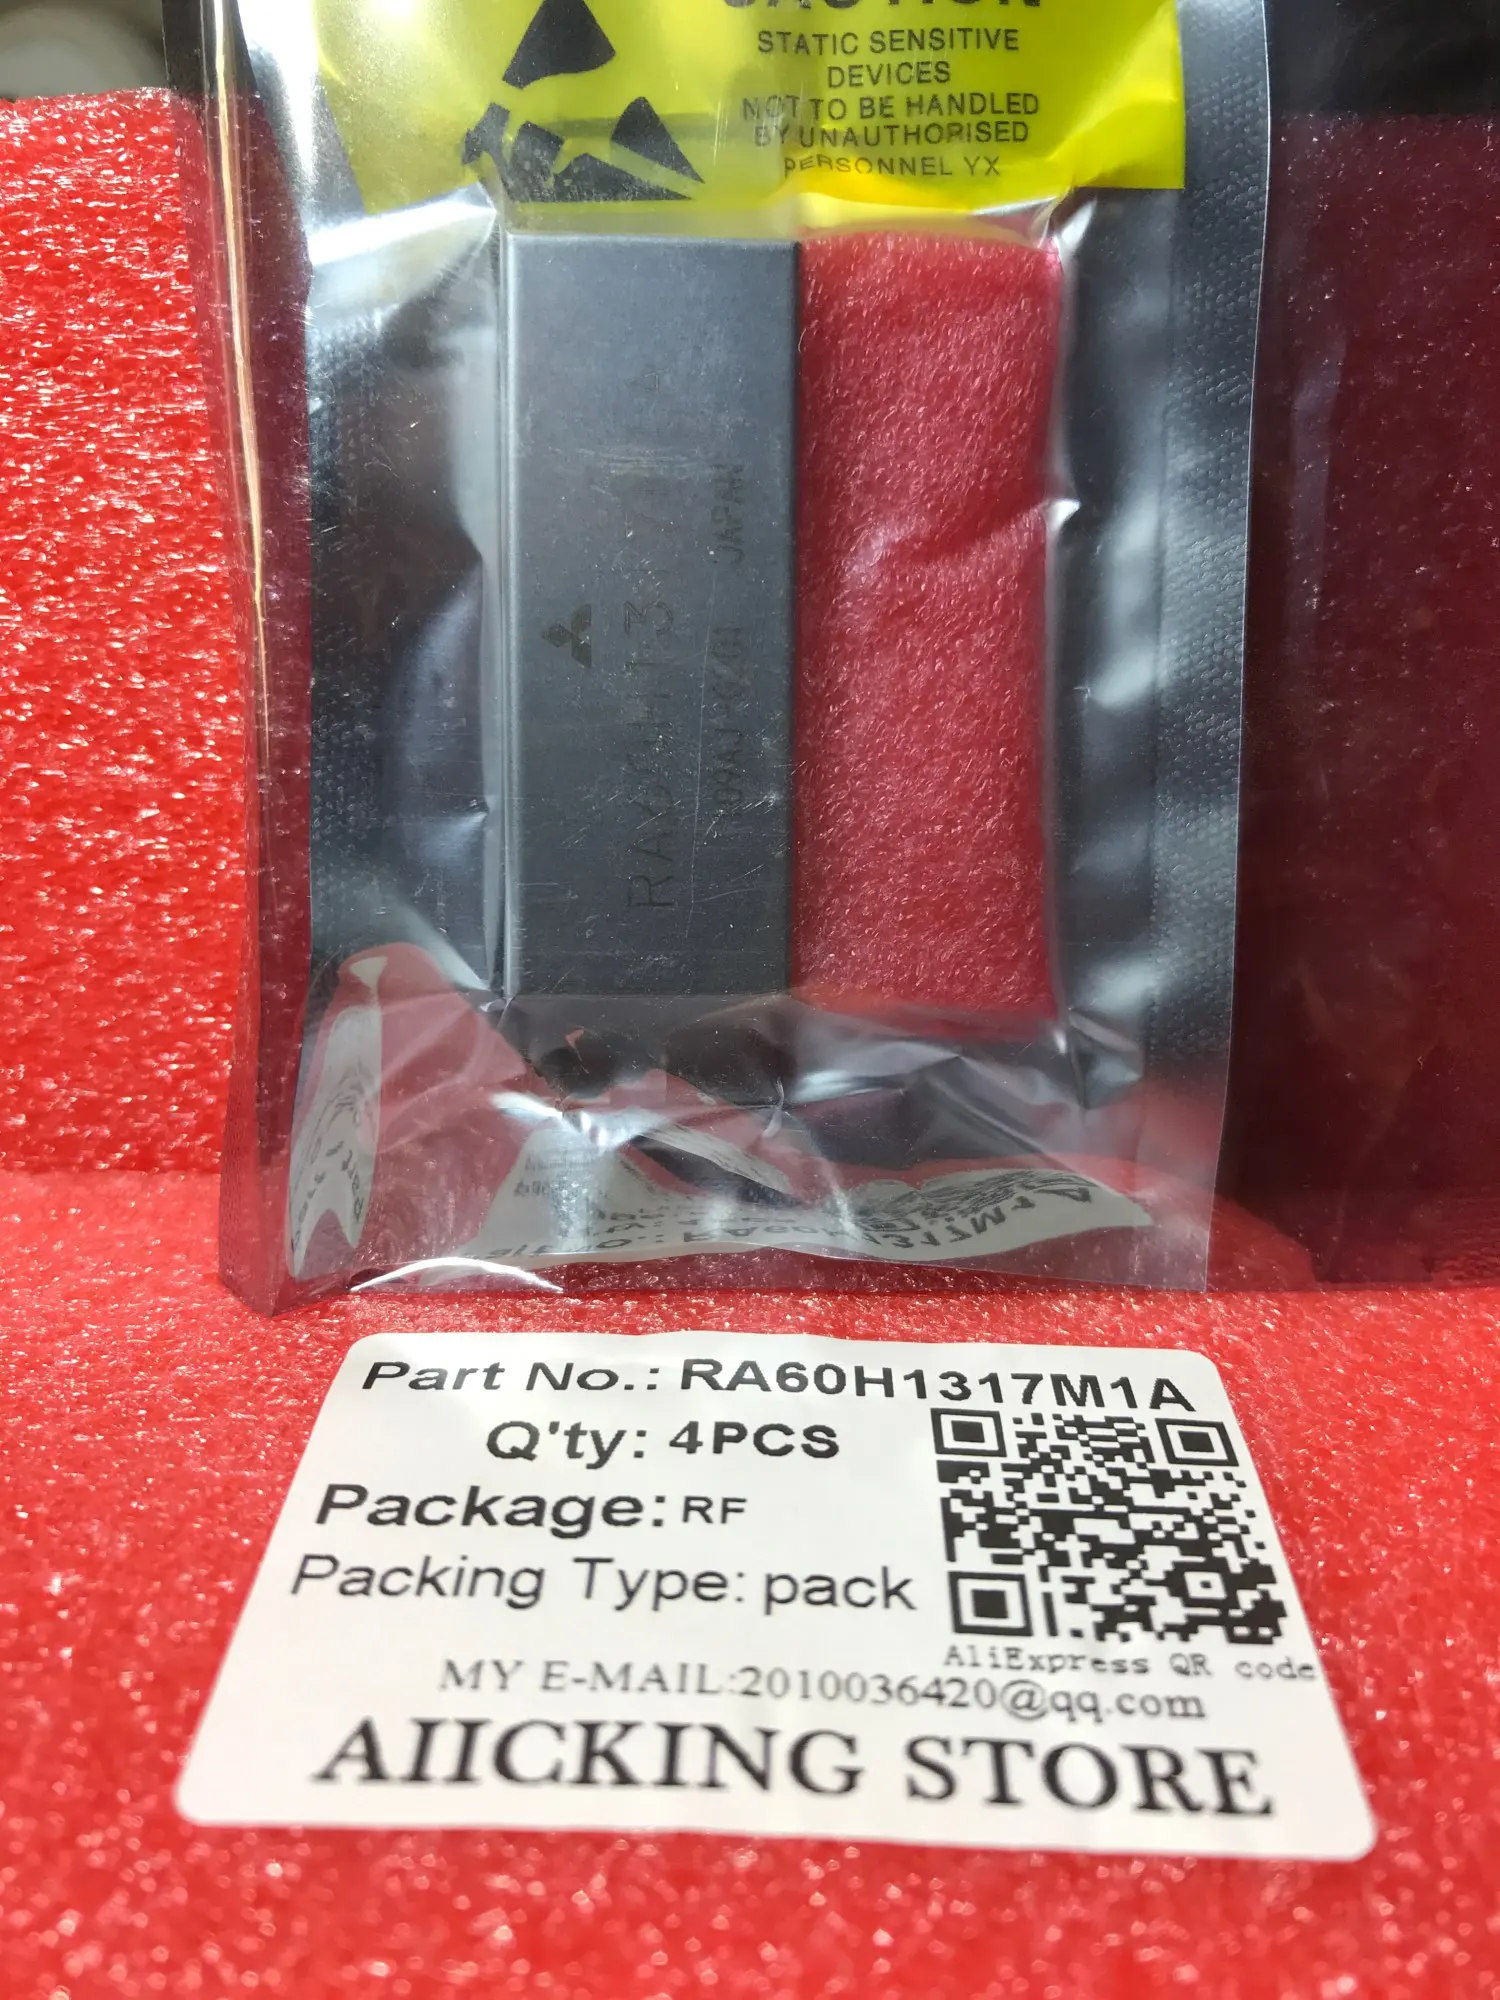 CAUTION
STATIC SENSITIVE
DEVICES
NOT TO BE HANDLED
BY UNAUTHORISED
PERSONNEL YX
JAPAN
Part No.: RA60H1317M1A
Q'ty: 4PCS
Package: RF
Packing Type: pack
AliExpress QR code
MY E-MAIL:2010036420@qq.com
AIICKING STORE